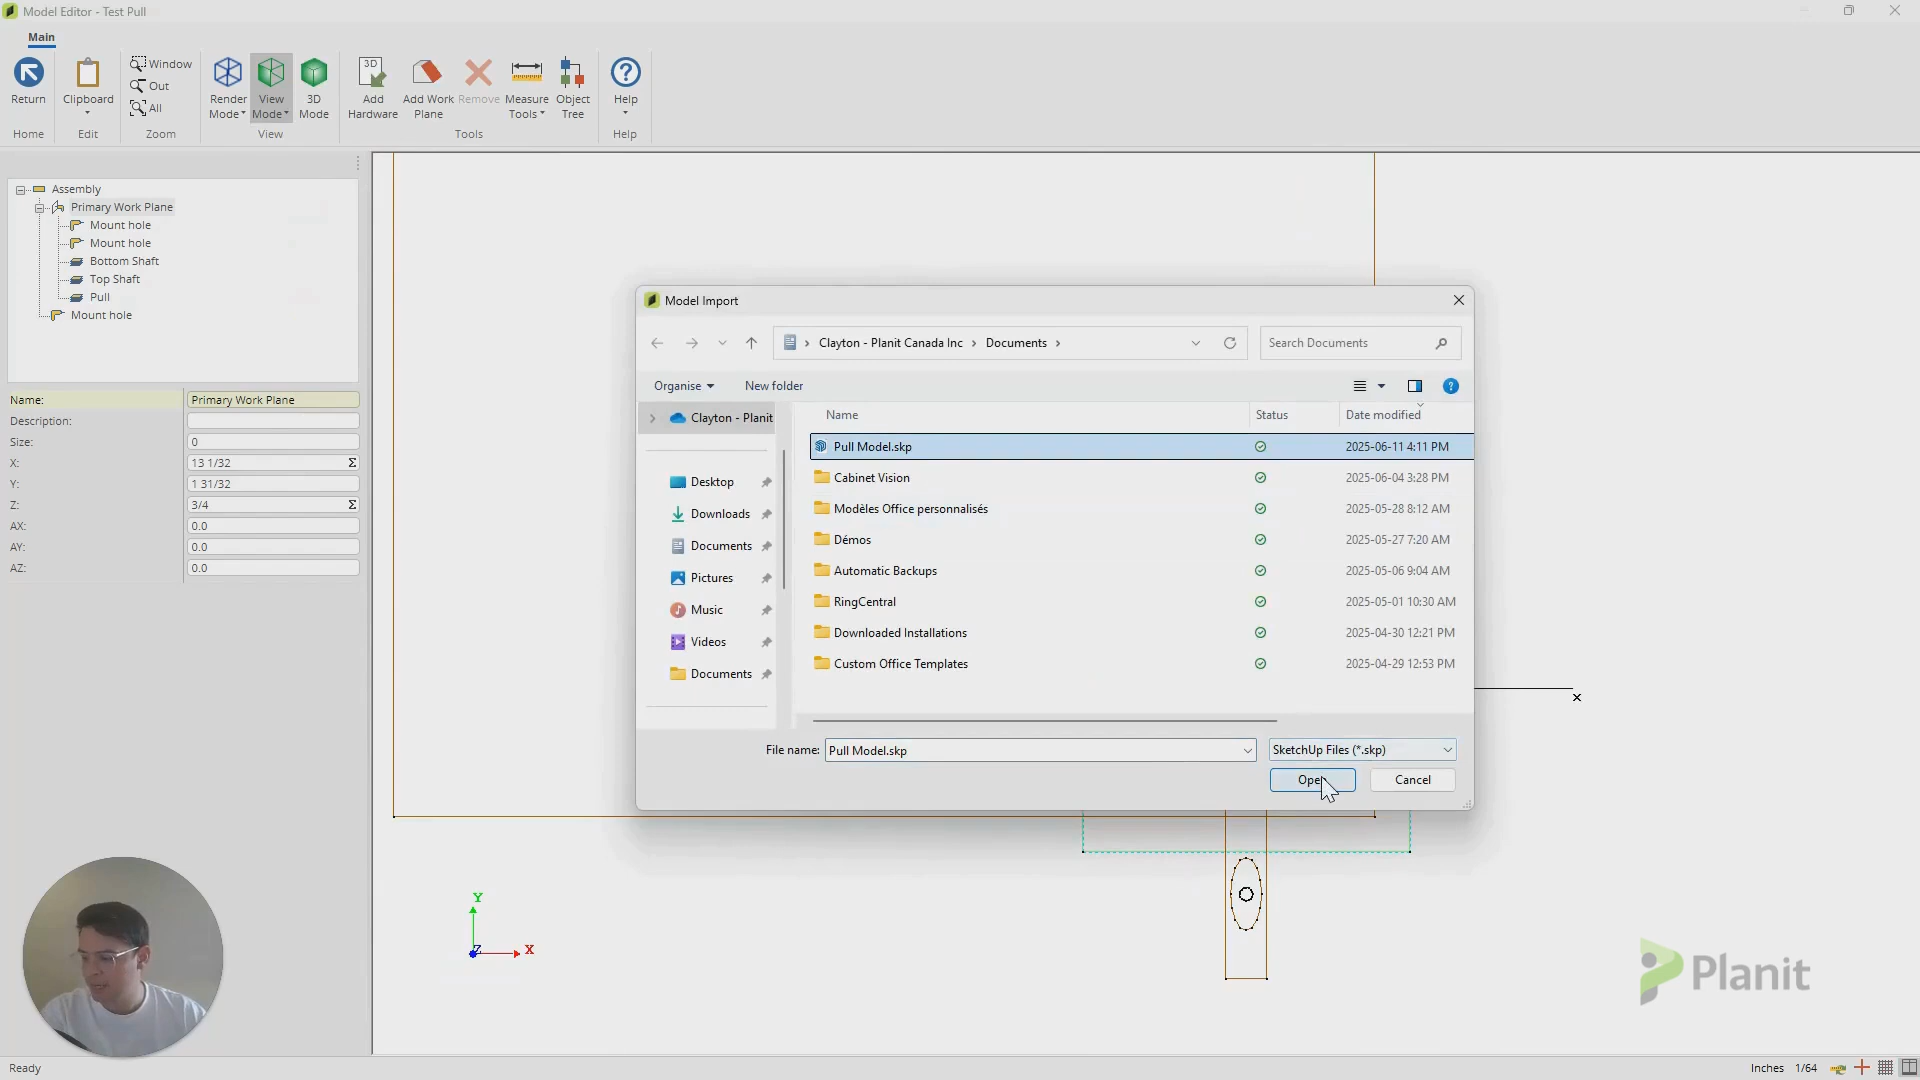 Model Editor - Test Pull
Main
Return
Clipboard
Window
Out
All
Render Mode
View Mode
3D Mode
3D
Add Hardware
Add Work Plane
Remove
Measure Tools
Object Tree
Help
Home
Edit
Zoom
View
Tools
Help
Assembly
Primary Work Plane
Mount hole
Mount hole
Bottom Shaft
Top Shaft
Pull
Mount hole
Name: Primary Work Plane
Description:
Size: 0
X: 13 1/32 Σ
Y: 1 31/32
Z: 3/4 Σ
AX: 0.0
AY: 0.0
AZ: 0.0
Model Import
Clayton - Planit Canada Inc > Documents >
Search Documents
Organise
New folder
Clayton - Planit
Desktop
Downloads
Documents
Pictures
Music
Videos
Documents
Name Status Date modified
Pull Model.skp 2025-06-11 4:11 PM
Cabinet Vision 2025-06-04 3:28 PM
Modèles Office personnalisés 2025-05-28 8:12 AM
Démos 2025-05-27 7:20 AM
Automatic Backups 2025-05-06 9:04 AM
RingCentral 2025-05-01 10:30 AM
Downloaded Installations 2025-04-30 12:21 PM
Custom Office Templates 2025-04-29 12:53 PM
File name: Pull Model.skp
SketchUp Files (*.skp)
Open
Cancel
x
Y
Z
X
Planit
Ready
Inches 1/64